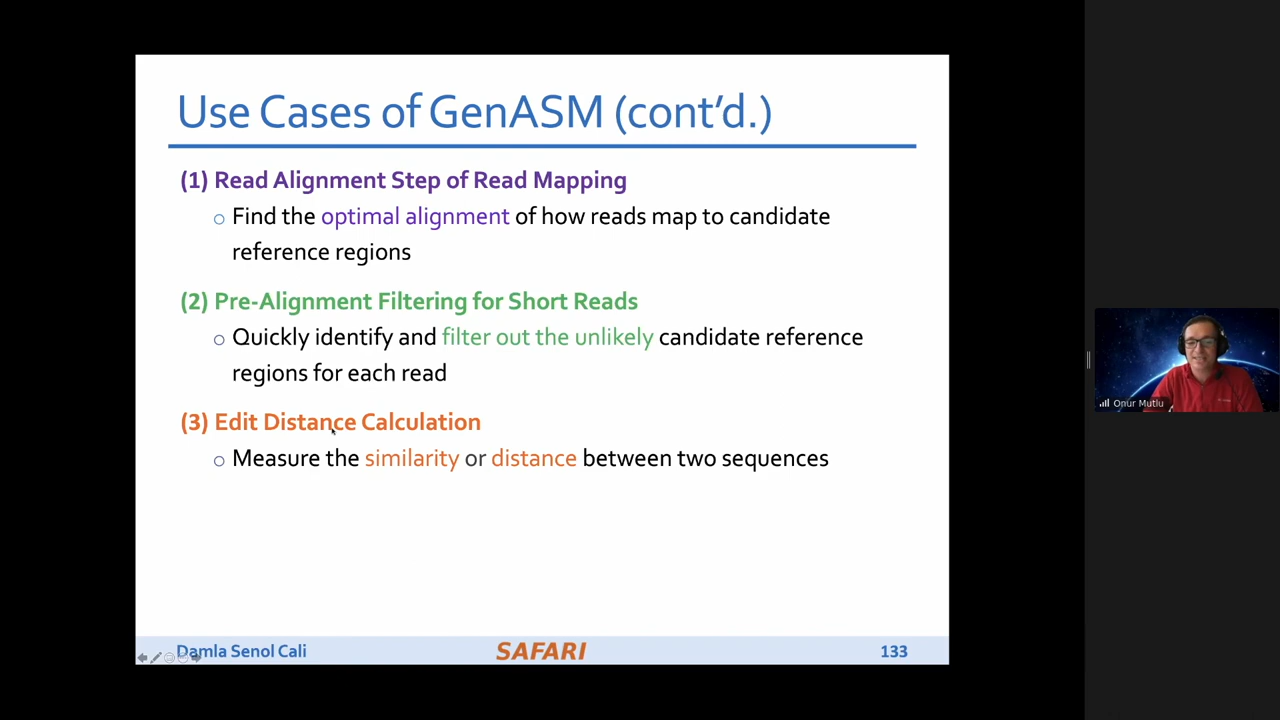 Use Cases of GenASM (cont'd.)
(1) Read Alignment Step of Read Mapping
Find the optimal alignment of how reads map to candidate
reference regions
(2) Pre-Alignment Filtering for Short Reads
Quickly identify and filter out the unlikely candidate reference
regions for each read
(3) Edit Distance Calculation
Measure the similarity or distance between two sequences
Damla Senol Cali
SAFARI
133
Onur Mutlu